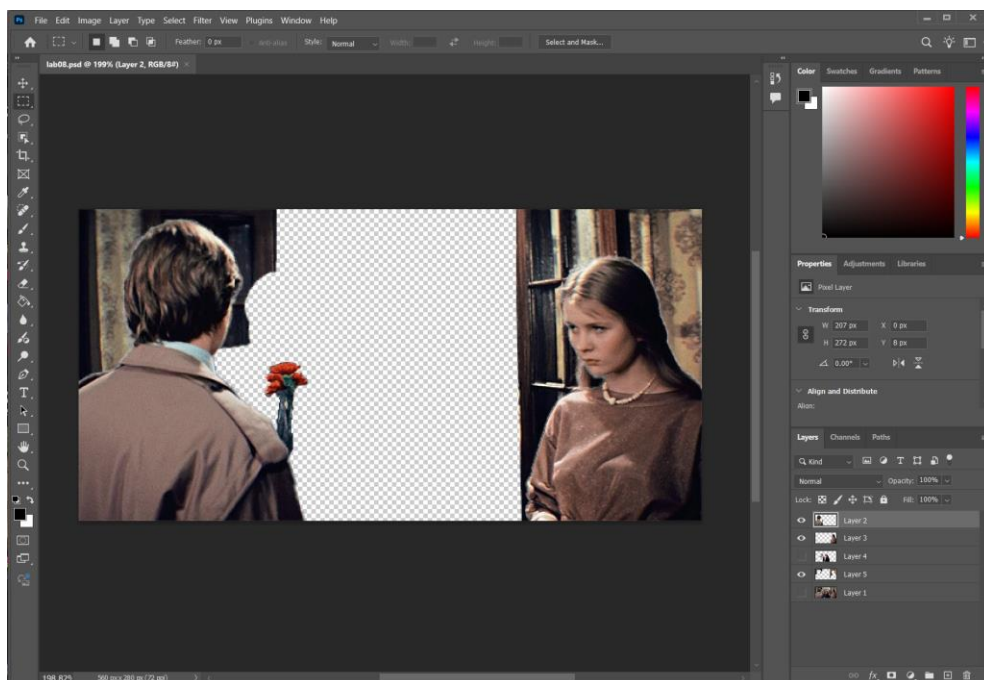 Ps File Edit Image Layer Type Select Filter View Plugins Window Help
Feather: 0 px Anti-alias Style: Normal Width: Height: Select and Mask...
lab08.psd @ 199% (Layer 2, RGB/8#) ×
Color Swatches Gradients Patterns
Properties Adjustments Libraries
Pixel Layer
Transform
W 207 px X 0 px
H 272 px Y 8 px
0.00°
Align and Distribute
Align:
Layers Channels Paths
Kind
Normal Opacity: 100%
Lock: Fill: 100%
Layer 2
Layer 3
Layer 4
Layer 5
Layer 1
198,825 560 px x 280 px (72 ppi)
fx